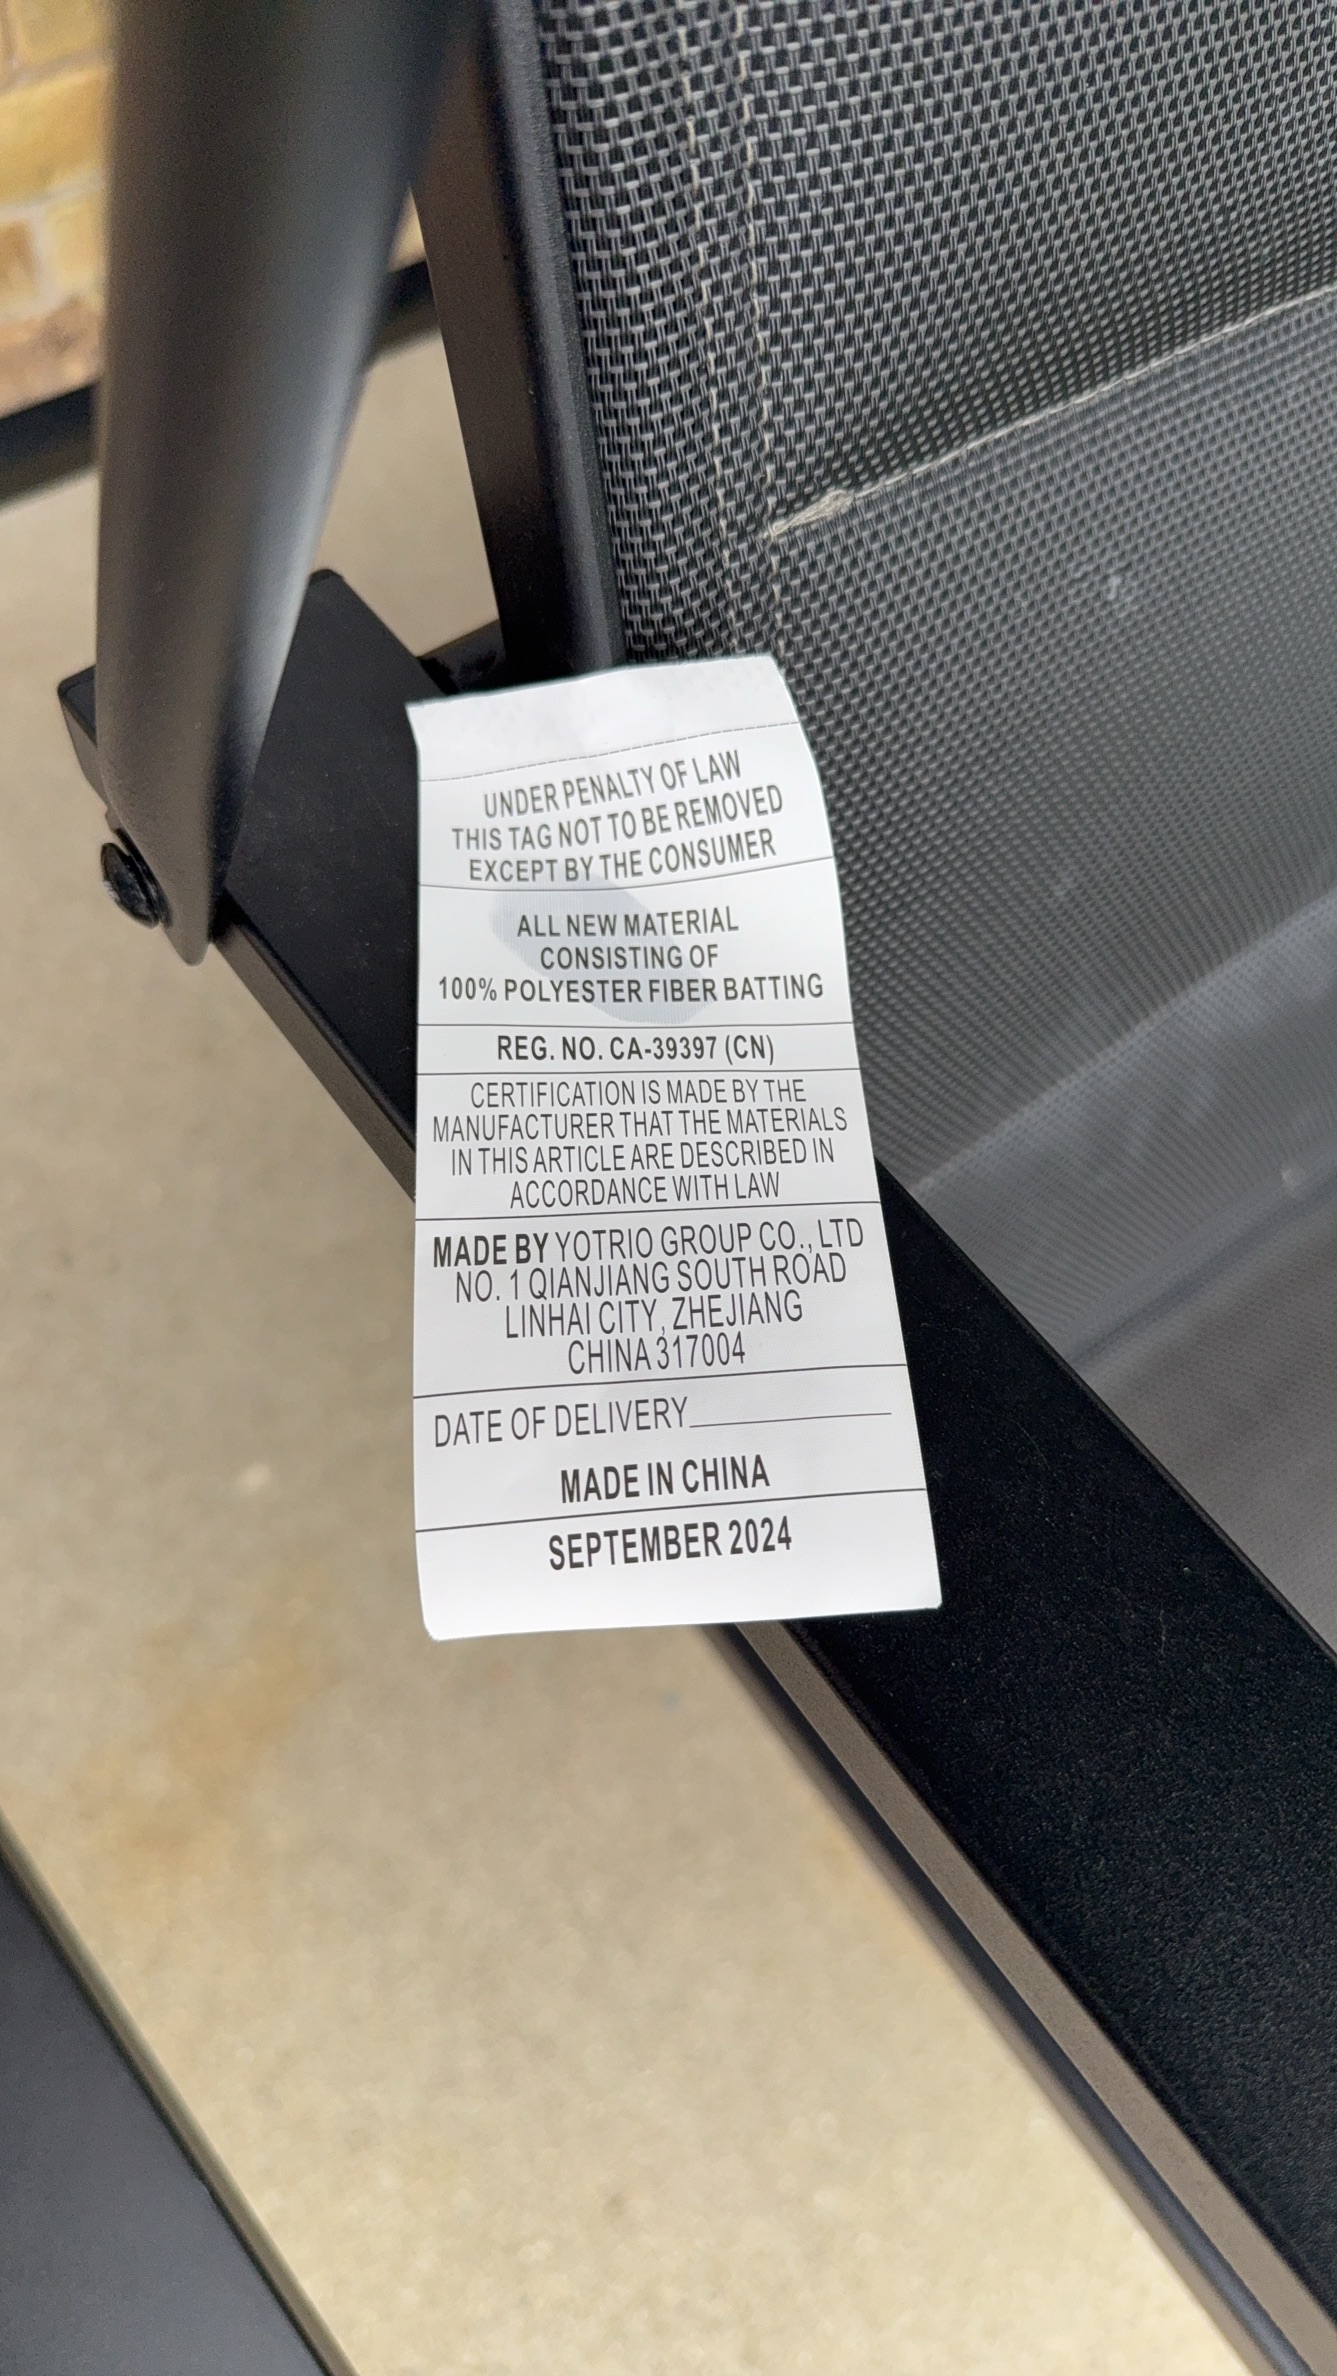 UNDER PENALTY OF LAW
THIS TAG NOT TO BE REMOVED
EXCEPT BY THE CONSUMER
ALL NEW MATERIAL
CONSISTING OF
100% POLYESTER FIBER BATTING
REG. NO. CA-39397 (CN)
CERTIFICATION IS MADE BY THE
MANUFACTURER THAT THE MATERIALS
IN THIS ARTICLE ARE DESCRIBED IN
ACCORDANCE WITH LAW
MADE BY YOTRIO GROUP CO., LTD
NO. 1 QIANJIANG SOUTH ROAD
LINHAI CITY, ZHEJIANG
CHINA 317004
DATE OF DELIVERY
MADE IN CHINA
SEPTEMBER 2024